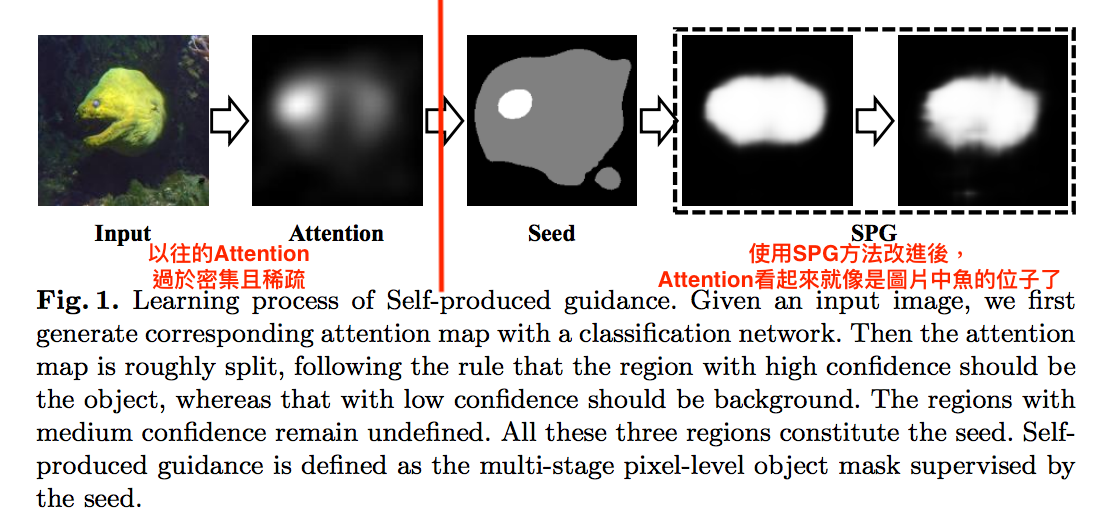 Input
Attention
Seed
SPG
以往的Attention
過於密集且稀疏
使用SPG方法改進後，
Attention看起來就像是圖片中魚的位子了
Fig. 1. Learning process of Self-produced guidance. Given an input image, we first
generate corresponding attention map with a classification network. Then the attention
map is roughly split, following the rule that the region with high confidence should be
the object, whereas that with low confidence should be background. The regions with
medium confidence remain undefined. All these three regions constitute the seed. Self-
produced guidance is defined as the multi-stage pixel-level object mask supervised by
the seed.